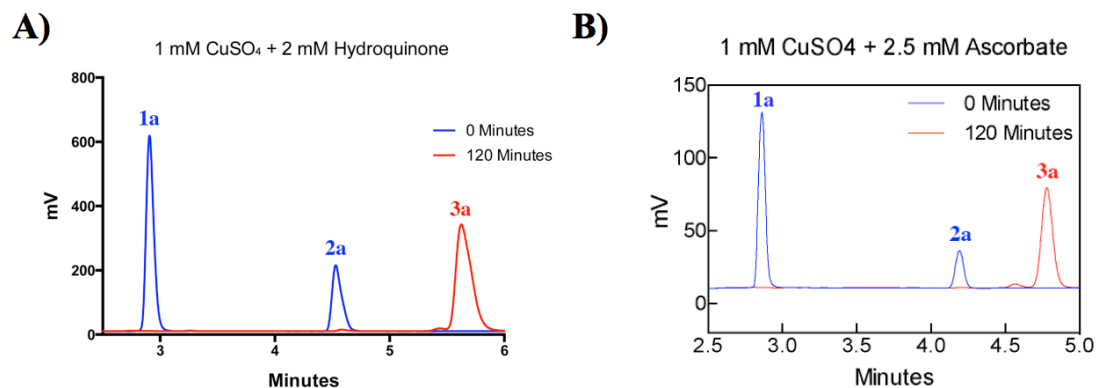 A)
1 mM CuSO₄ + 2 mM Hydroquinone
800
600
400
200
0
mV
1a
2a
3a
0 Minutes
120 Minutes
3
4
5
6
Minutes
B)
1 mM CuSO4 + 2.5 mM Ascorbate
150
100
50
0
mV
1a
2a
3a
0 Minutes
120 Minutes
2.5
3.0
3.5
4.0
4.5
5.0
Minutes